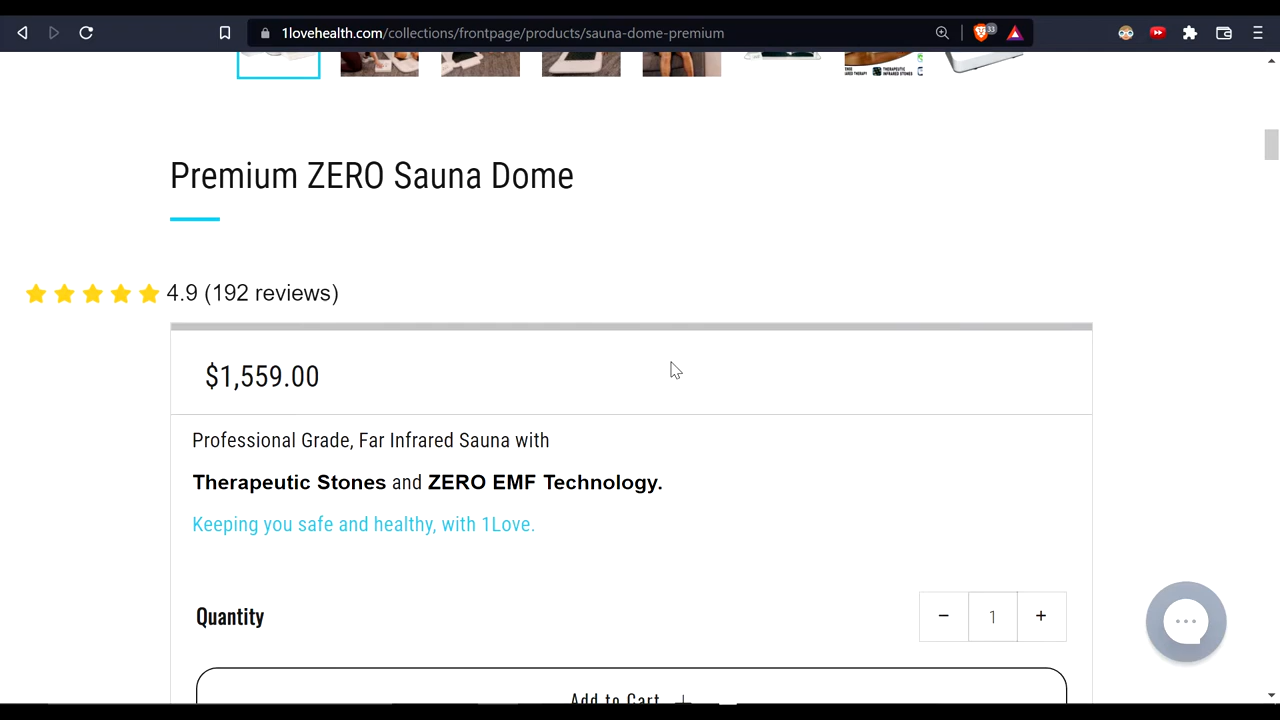 1lovehealth.com/collections/frontpage/products/sauna-dome-premium
33
Premium ZERO Sauna Dome
4.9 (192 reviews)
$1,559.00
Professional Grade, Far Infrared Sauna with
Therapeutic Stones and ZERO EMF Technology.
Keeping you safe and healthy, with 1Love.
Quantity
− 1 +
Add to Cart +